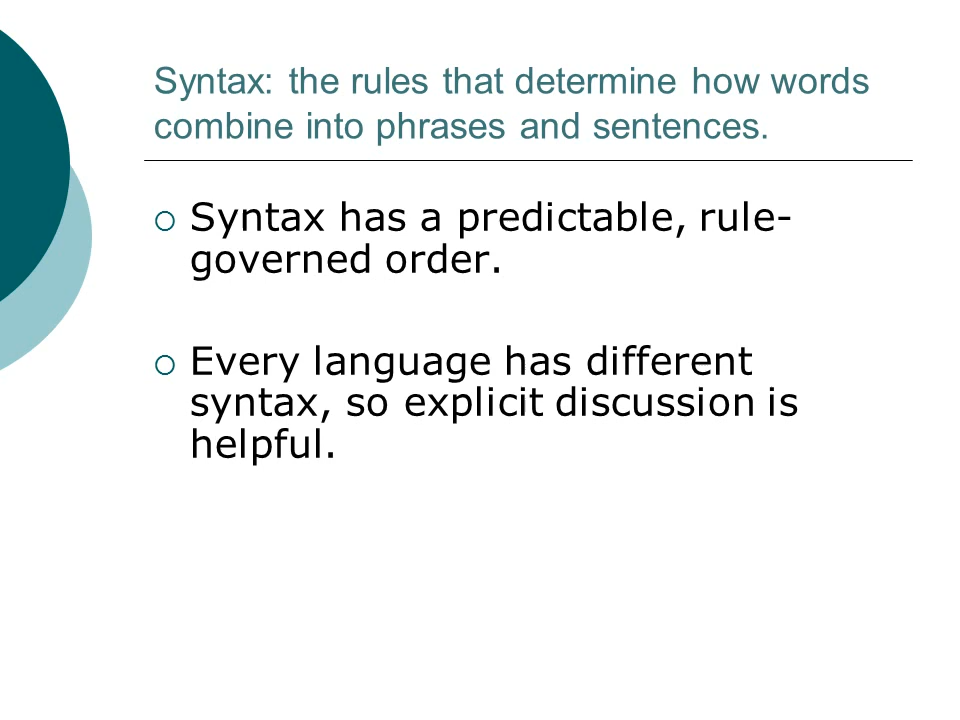 Syntax: the rules that determine how words
combine into phrases and sentences.
Syntax has a predictable, rule-
governed order.
Every language has different
syntax, so explicit discussion is
helpful.